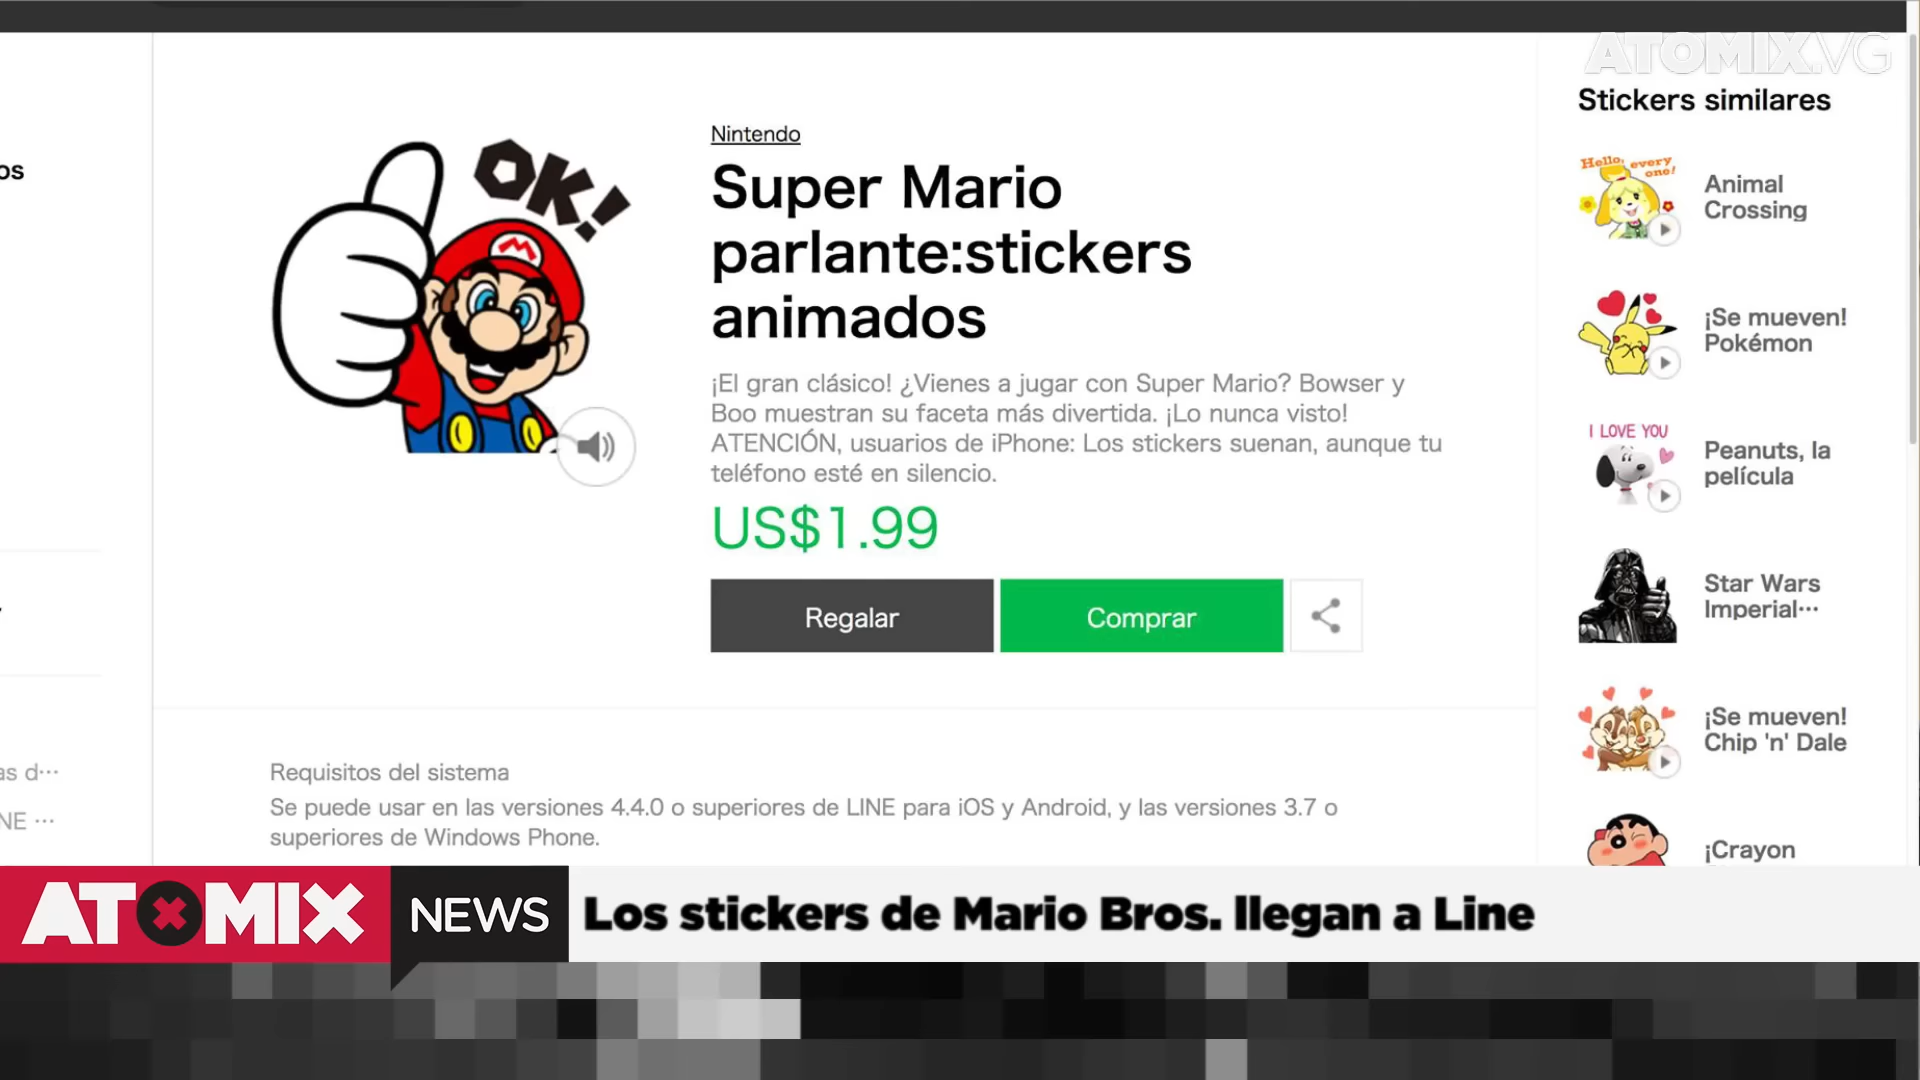 ATOMIX.VG
os
as d…
NE …
OK!
M
Nintendo
Super Mario
parlante:stickers
animados
¡El gran clásico! ¿Vienes a jugar con Super Mario? Bowser y
Boo muestran su faceta más divertida. ¡Lo nunca visto!
ATENCIÓN, usuarios de iPhone: Los stickers suenan, aunque tu
teléfono esté en silencio.
US$1.99
Regalar
Comprar
Requisitos del sistema
Se puede usar en las versiones 4.4.0 o superiores de LINE para iOS y Android, y las versiones 3.7 o
superiores de Windows Phone.
Stickers similares
Hello, every
one!
Animal
Crossing
¡Se mueven!
Pokémon
I LOVE YOU
Peanuts, la
película
Star Wars
Imperial…
¡Se mueven!
Chip 'n' Dale
¡Crayon
ATOMIX NEWS Los stickers de Mario Bros. llegan a Line